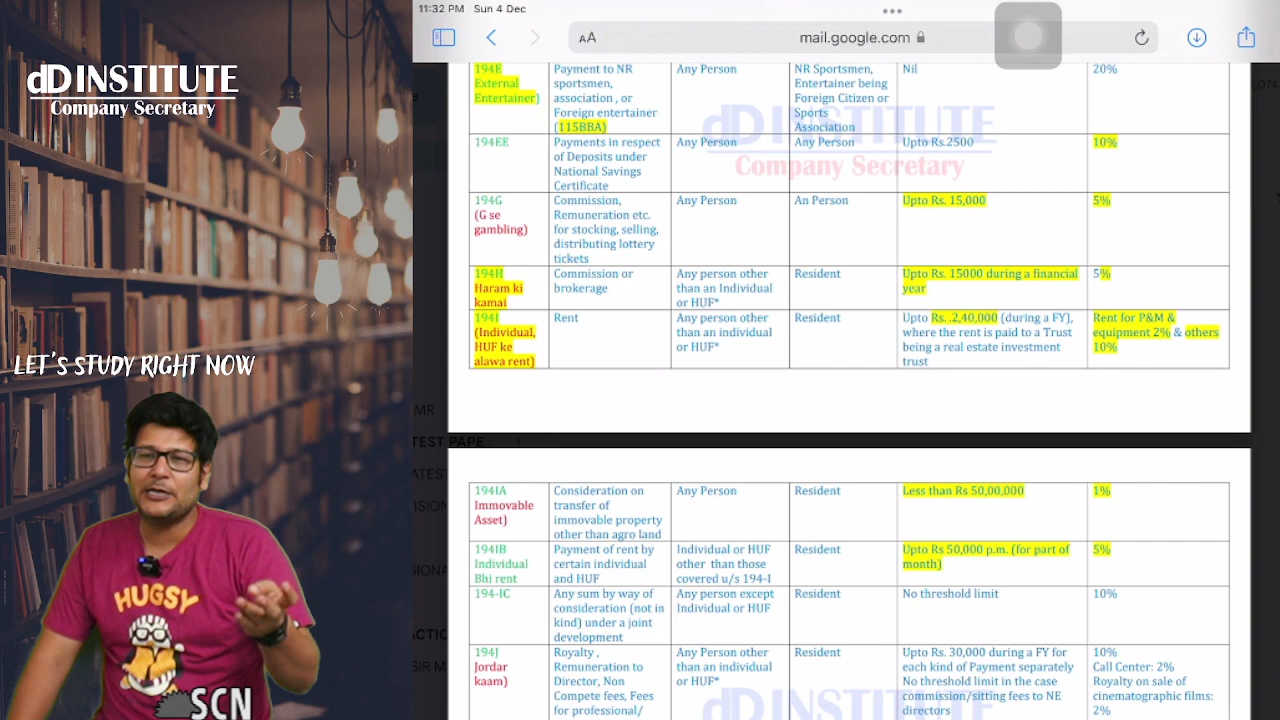 11:32 PM Sun 4 Dec
AA
mail.google.com
dD INSTITUTE
Company Secretary
LET'S STUDY RIGHT NOW
HUGSY
SCN
194E
External
Entertainer)
Payment to NR
sportsmen,
association , or
Foreign entertainer
(115BBA)
Any Person
NR Sportsmen,
Entertainer being
Foreign Citizen or
Sports
Association
Nil
20%
194EE
Payments in respect
of Deposits under
National Savings
Certificate
Any Person
Any Person
Upto Rs.2500
10%
194G
(G se
gambling)
Commission,
Remuneration etc.
for stocking, selling,
distributing lottery
tickets
Any Person
An Person
Upto Rs. 15,000
5%
194H
Haram ki
kamai
Commission or
brokerage
Any person other
than an Individual
or HUF*
Resident
Upto Rs. 15000 during a financial
year
5%
194I
(Individual,
HUF ke
alawa rent)
Rent
Any person other
than an individual
or HUF*
Resident
Upto Rs. .2,40,000 (during a FY),
where the rent is paid to a Trust
being a real estate investment
trust
Rent for P&M &
equipment 2% & others
10%
194IA
Immovable
Asset)
Consideration on
transfer of
immovable property
other than agro land
Any Person
Resident
Less than Rs 50,00,000
1%
194IB
Individual
Bhi rent
Payment of rent by
certain individual
and HUF
Individual or HUF
other than those
covered u/s 194-I
Resident
Upto Rs 50,000 p.m. (for part of
month)
5%
194-IC
Any sum by way of
consideration (not in
kind) under a joint
development
Any person except
Individual or HUF
Resident
No threshold limit
10%
194J
Jordar
kaam)
Royalty ,
Remuneration to
Director, Non
Compete fees, Fees
for professional/
Any Person other
than an individual
or HUF*
Resident
Upto Rs. 30,000 during a FY for
each kind of Payment separately
No threshold limit in the case
commission/sitting fees to NE
directors
10%
Call Center: 2%
Royalty on sale of
cinematographic films:
2%
dD INSTITUTE
Company Secretary
dD INSTITUTE